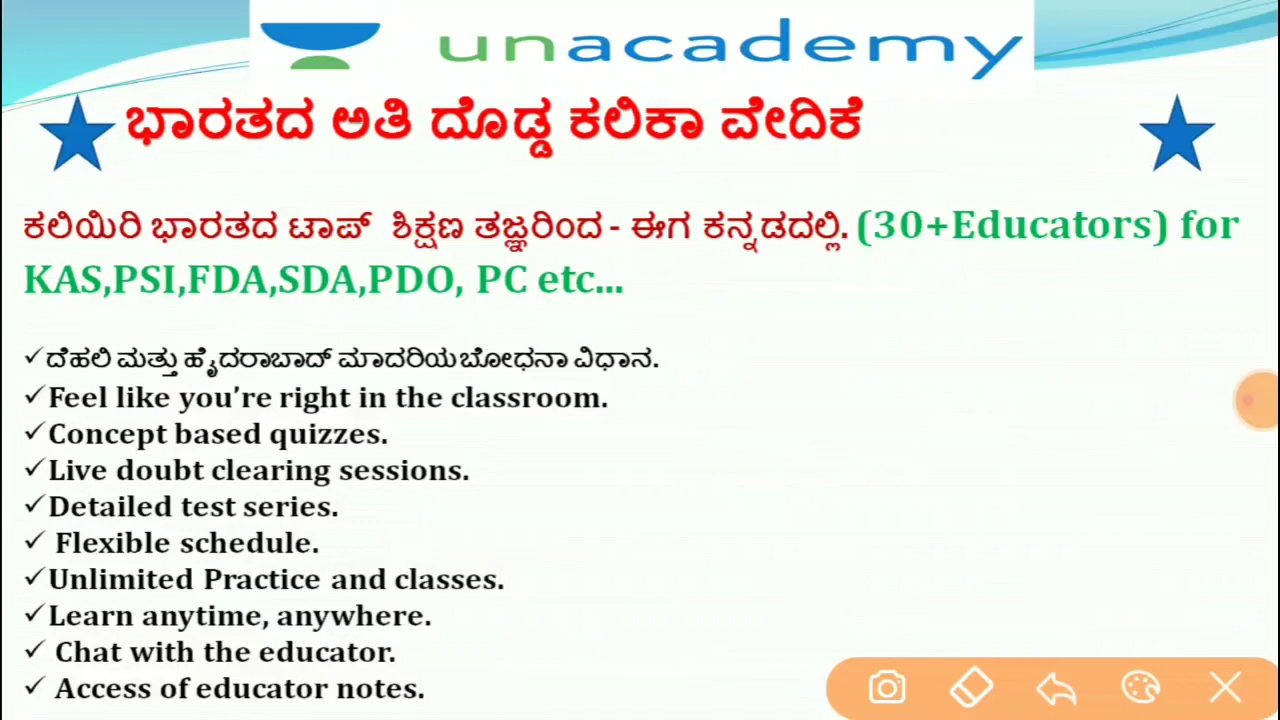 unacademy
ಭಾರತದ ಅತಿ ದೊಡ್ಡ ಕಲಿಕಾ ವೇದಿಕೆ
ಕಲಿಯಿರಿ ಭಾರತದ ಟಾಪ್ ಶಿಕ್ಷಣ ತಜ್ಞರಿಂದ - ಈಗ ಕನ್ನಡದಲ್ಲಿ. (30+Educators) for
KAS,PSI,FDA,SDA,PDO, PC etc...
✓ದೆಹಲಿ ಮತ್ತು ಹೈದರಾಬಾದ್ ಮಾದರಿಯ ಬೋಧನಾ ವಿಧಾನ.
✓Feel like you’re right in the classroom.
✓Concept based quizzes.
✓Live doubt clearing sessions.
✓Detailed test series.
✓ Flexible schedule.
✓Unlimited Practice and classes.
✓Learn anytime, anywhere.
✓ Chat with the educator.
✓ Access of educator notes.